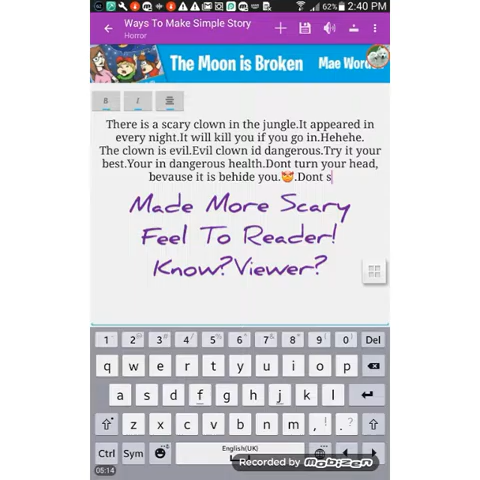 62% 2:40 PM
Ways To Make Simple Story
Horror
The Moon is Broken Mae Word
B I
There is a scary clown in the jungle.It appeared in
every night.It will kill you if you go in.Hehehe.
The clown is evil.Evil clown id dangerous.Try it your
best.Your in dangerous health.Dont turn your head,
bevause it is behide you.😈.Dont s
Made More Scary
Feel To Reader!
Know?Viewer?
1 2 3 4 5 6 7 8 9 0 Del
q w e r t y u i o p
a s d f g h j k l
z x c v b n m , ! . ?
Ctrl Sym English(UK)
05:14 Recorded by Mobizen